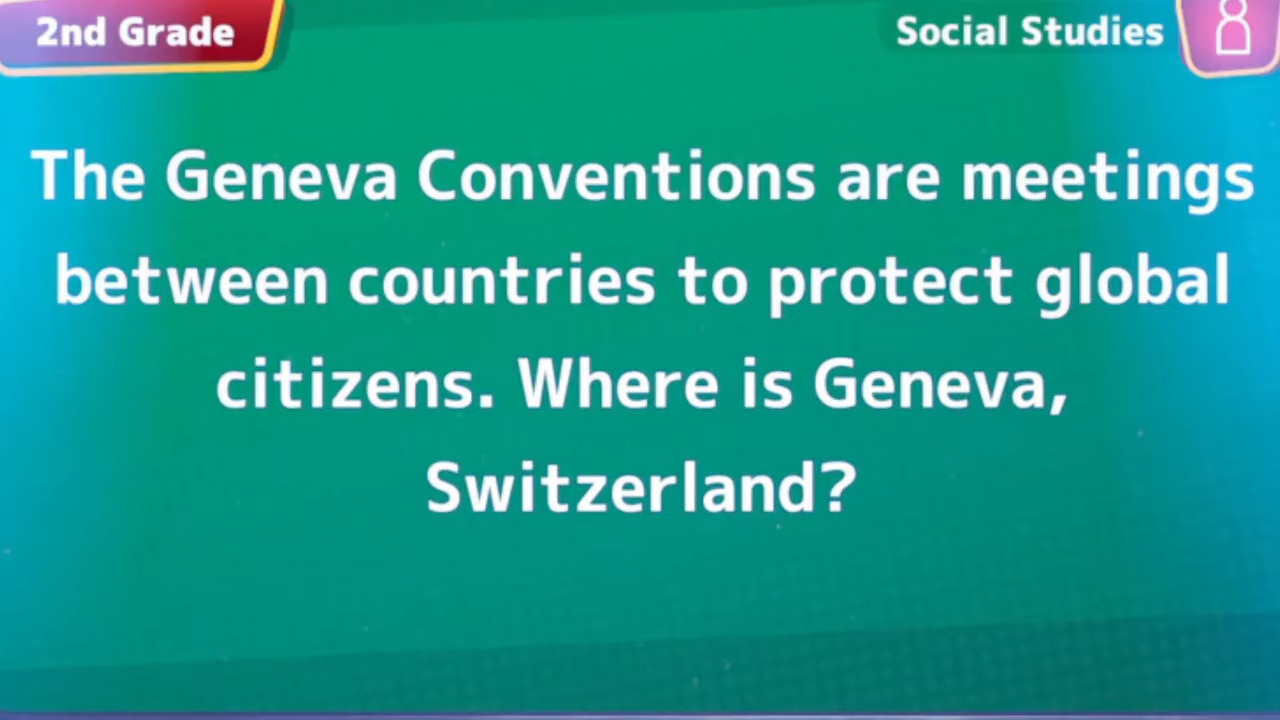 2nd Grade
Social Studies
The Geneva Conventions are meetings
between countries to protect global
citizens. Where is Geneva,
Switzerland?